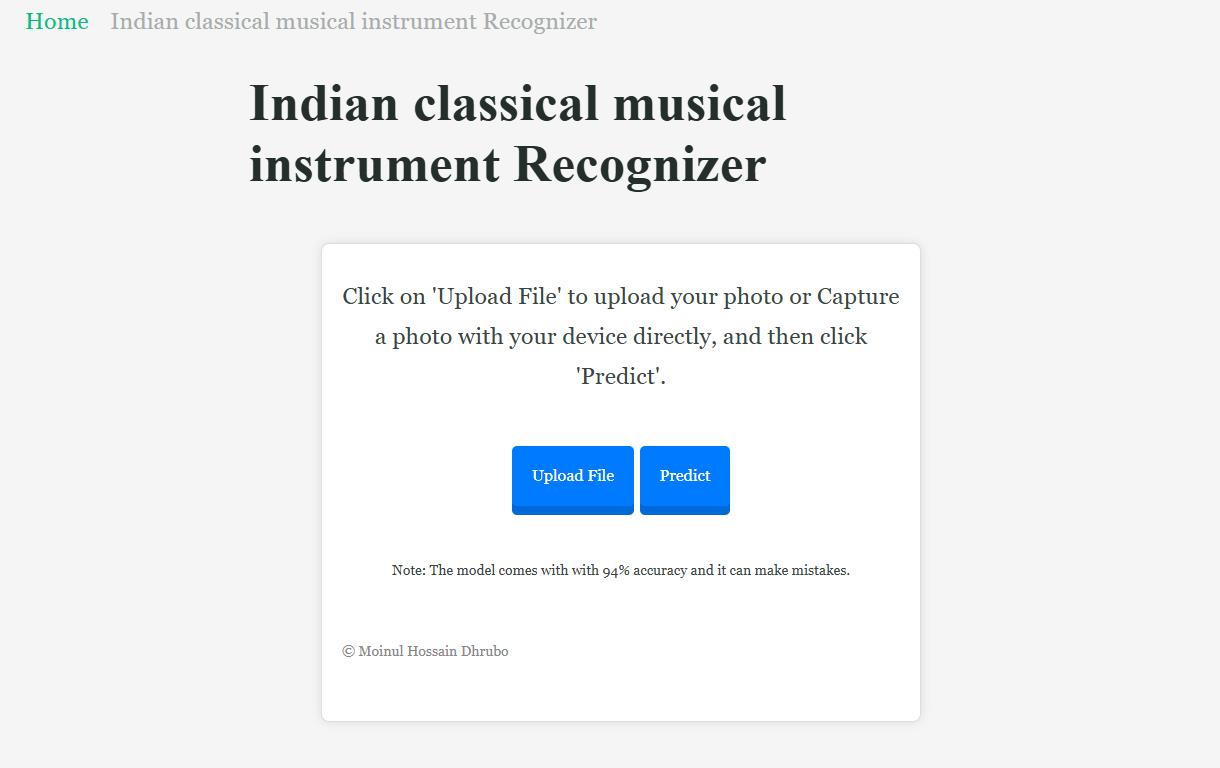 Home Indian classical musical instrument Recognizer
Indian classical musical
instrument Recognizer
Click on 'Upload File' to upload your photo or Capture
a photo with your device directly, and then click
'Predict'.
Upload File Predict
Note: The model comes with with 94% accuracy and it can make mistakes.
© Moinul Hossain Dhrubo